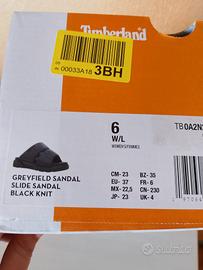 Timberland
00033A18 3BH
6
W/L
WOMEN'S/FEMMES
TB0A2N
GREYFIELD SANDAL
SLIDE SANDAL
BLACK KNIT
CM-23 BZ-35
EU-37 FR-6
MX-22,5 CN-230
JP-23 UK-4
subito